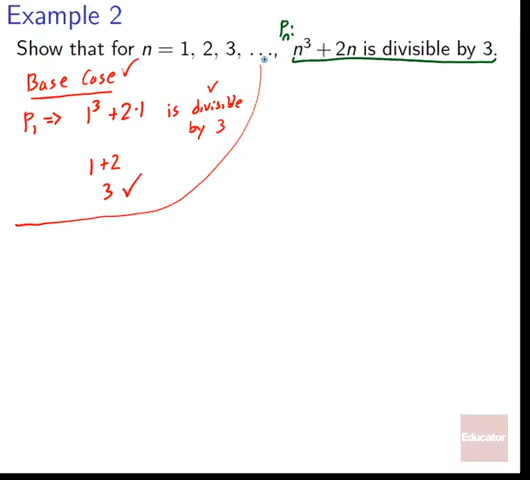 Example 2
Pₙ:
Show that for n = 1, 2, 3, ..., n³ + 2n is divisible by 3.
Base Case ✓
P₁ ⇒ 1³ + 2·1 is divisible by 3 ✓
1+2
3 ✓
Educator